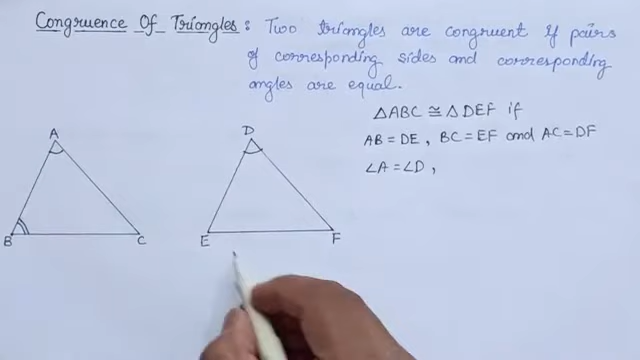 Congruence Of Triangles : Two triangles are congruent if pairs
of corresponding sides and corresponding
angles are equal.
△ABC ≅ △DEF if
AB = DE , BC = EF and AC = DF
∠A = ∠D ,
A
D
B
C
E
F